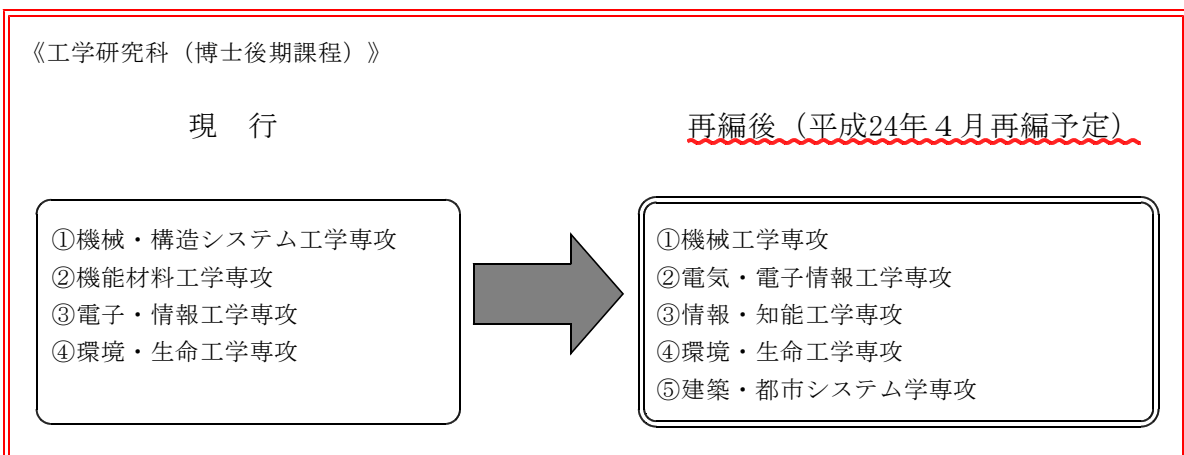 《工学研究科（博士後期課程）》
現　行
再編後（平成24年４月再編予定）
①機械・構造システム工学専攻
②機能材料工学専攻
③電子・情報工学専攻
④環境・生命工学専攻
①機械工学専攻
②電気・電子情報工学専攻
③情報・知能工学専攻
④環境・生命工学専攻
⑤建築・都市システム学専攻